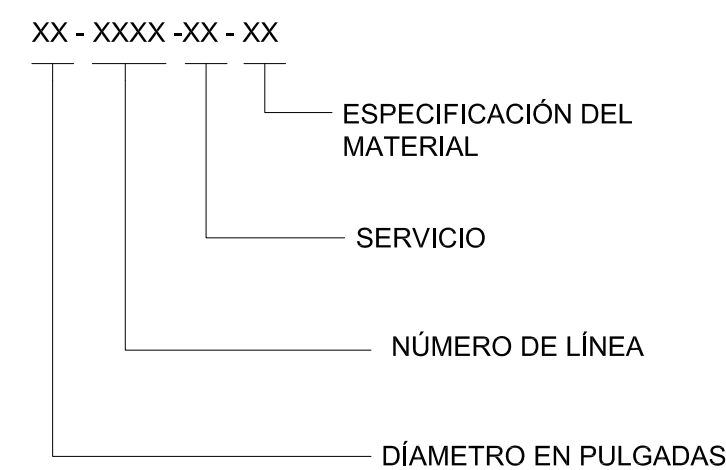 XX - XXXX -XX - XX
ESPECIFICACIÓN DEL
MATERIAL
SERVICIO
NÚMERO DE LÍNEA
DÍAMETRO EN PULGADAS